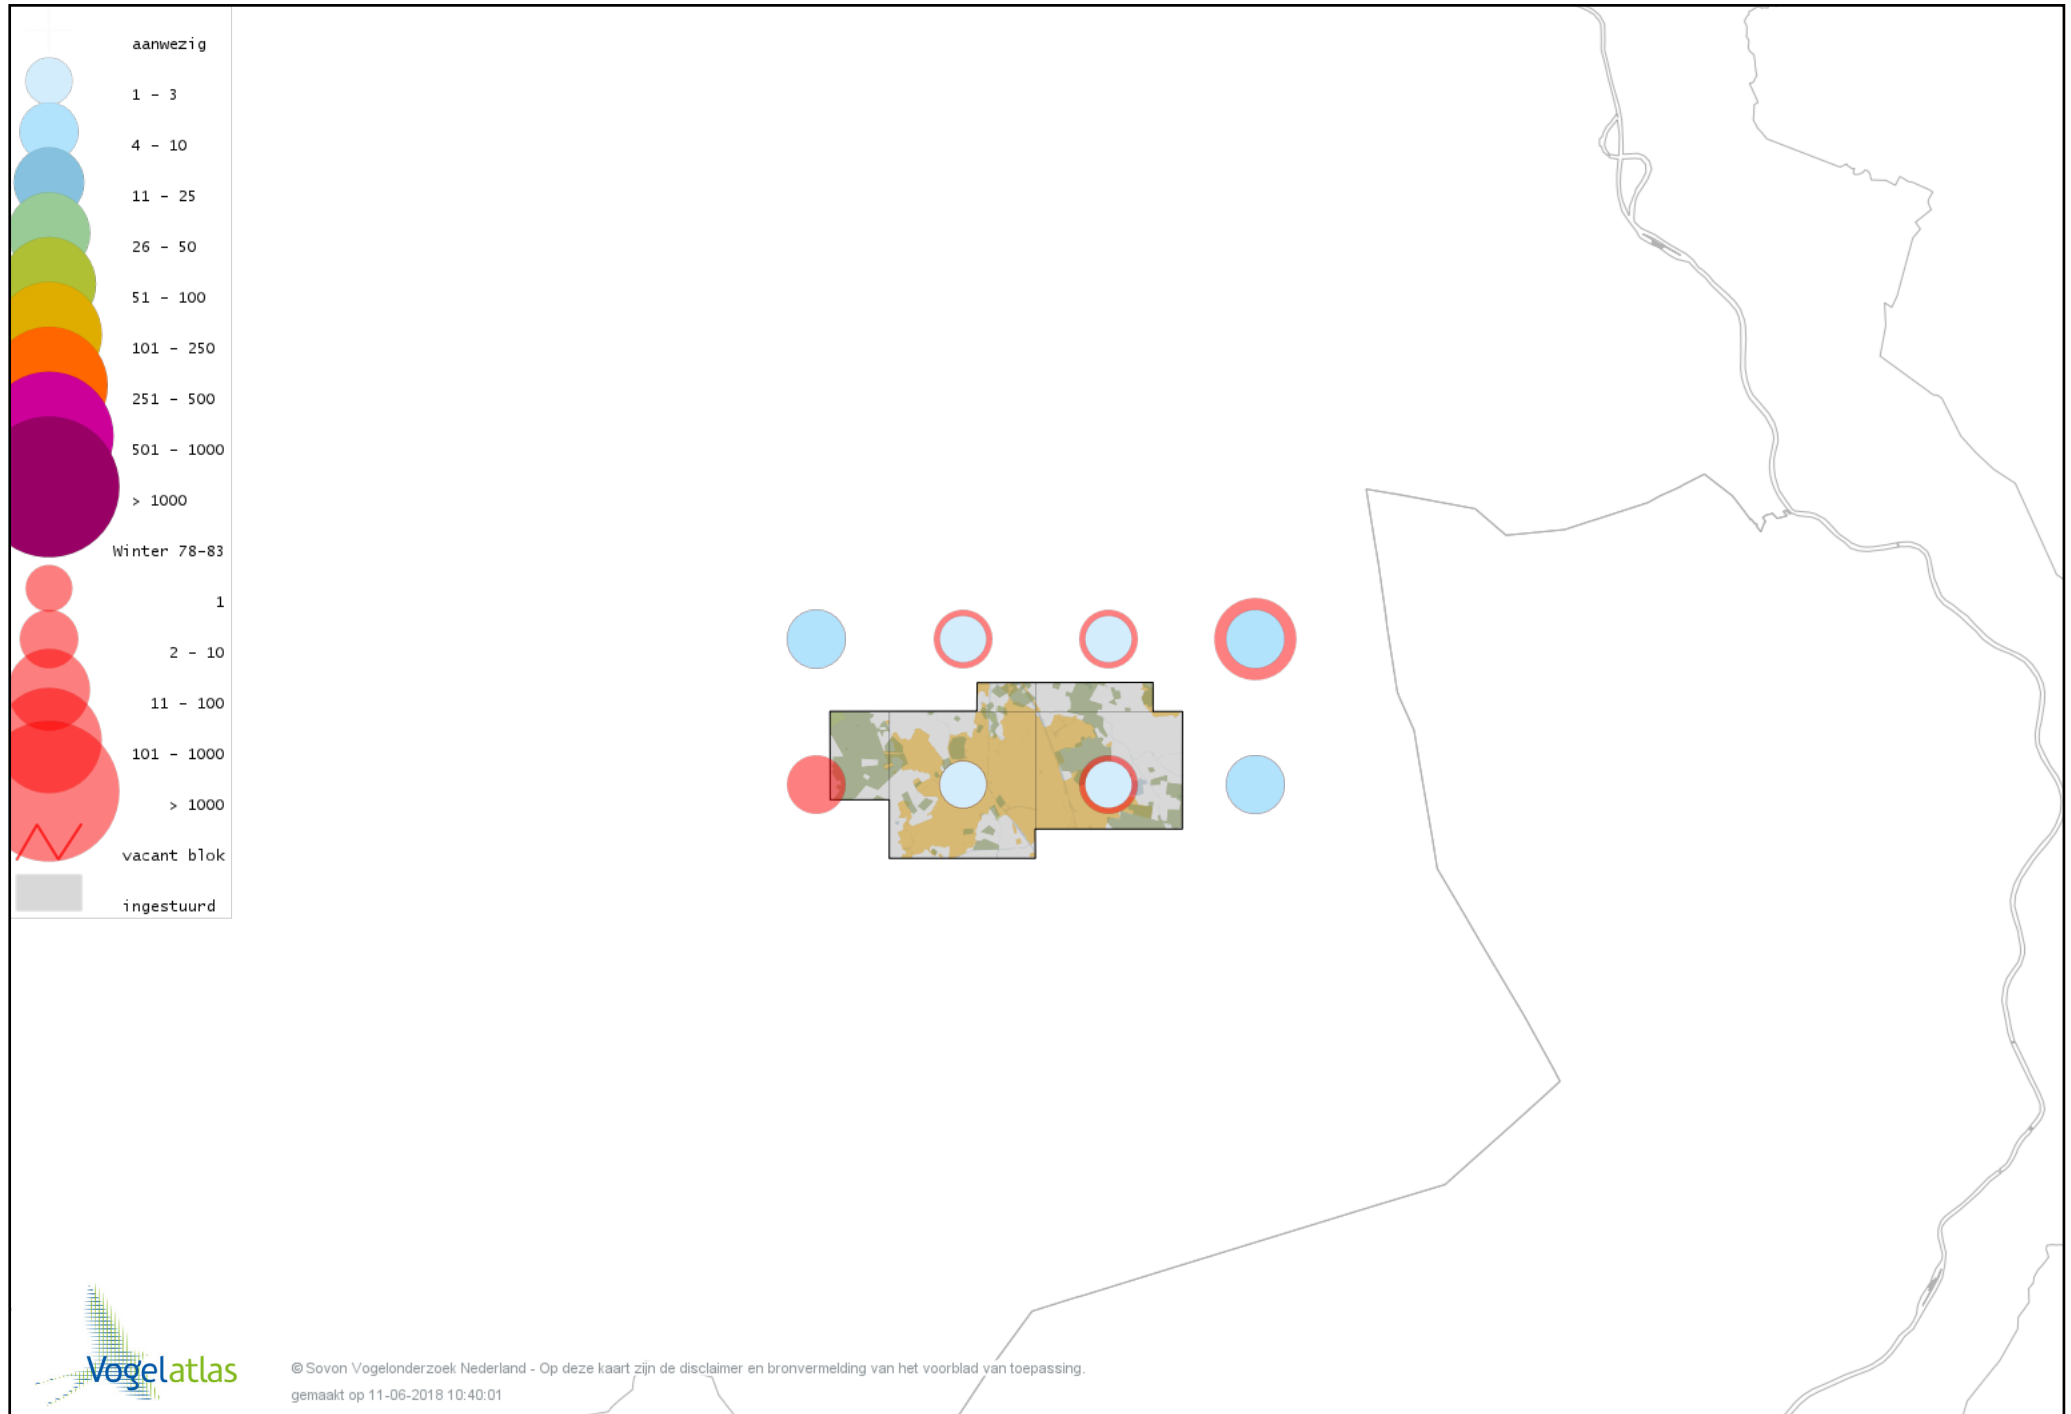 aanwezig
1 - 3
4 - 10
11 - 25
26 - 50
51 - 100
101 - 250
251 - 500
501 - 1000
> 1000
Winter 78-83
1
2 - 10
11 - 100
101 - 1000
> 1000
vacant blok
ingestuurd
Vogelatlas
© Sovon Vogelonderzoek Nederland - Op deze kaart zijn de disclaimer en bronvermelding van het voorblad van toepassing.
gemaakt op 11-06-2018 10:40:01